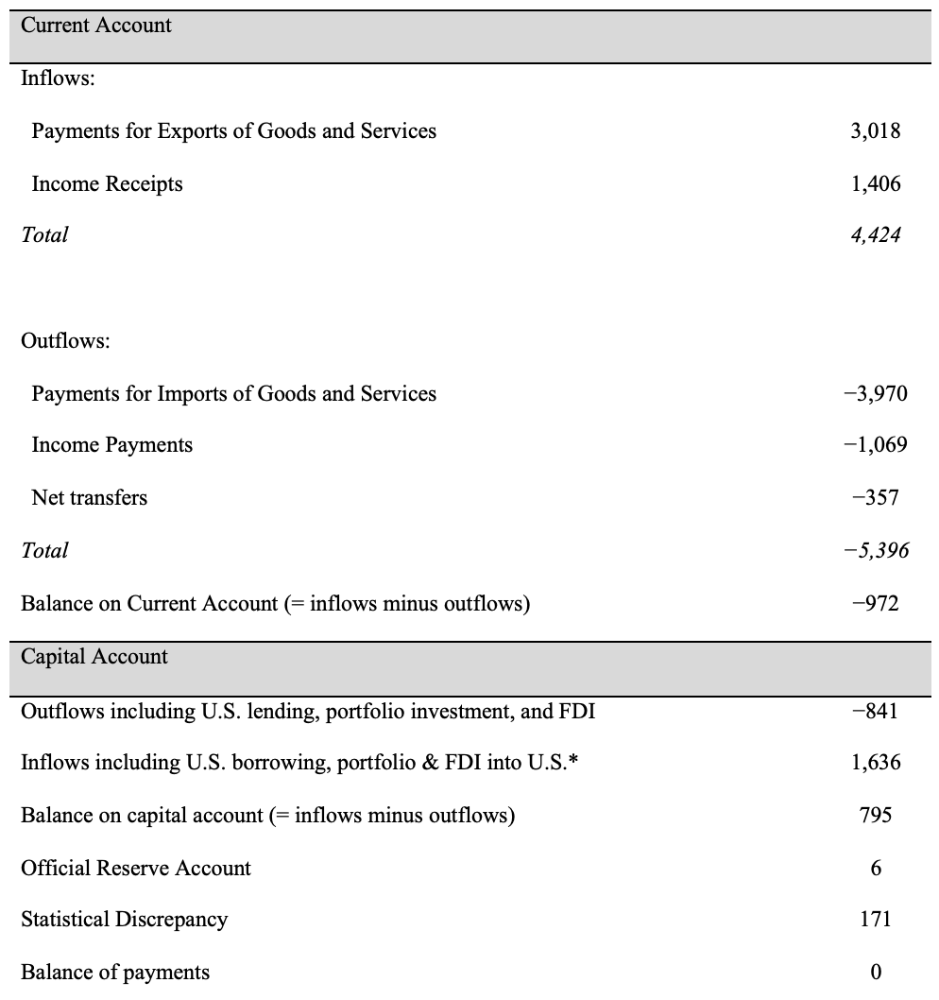 Current Account
Inflows:
Payments for Exports of Goods and Services 3,018
Income Receipts 1,406
Total 4,424
Outflows:
Payments for Imports of Goods and Services −3,970
Income Payments −1,069
Net transfers −357
Total −5,396
Balance on Current Account (= inflows minus outflows) −972
Capital Account
Outflows including U.S. lending, portfolio investment, and FDI −841
Inflows including U.S. borrowing, portfolio & FDI into U.S.* 1,636
Balance on capital account (= inflows minus outflows) 795
Official Reserve Account 6
Statistical Discrepancy 171
Balance of payments 0